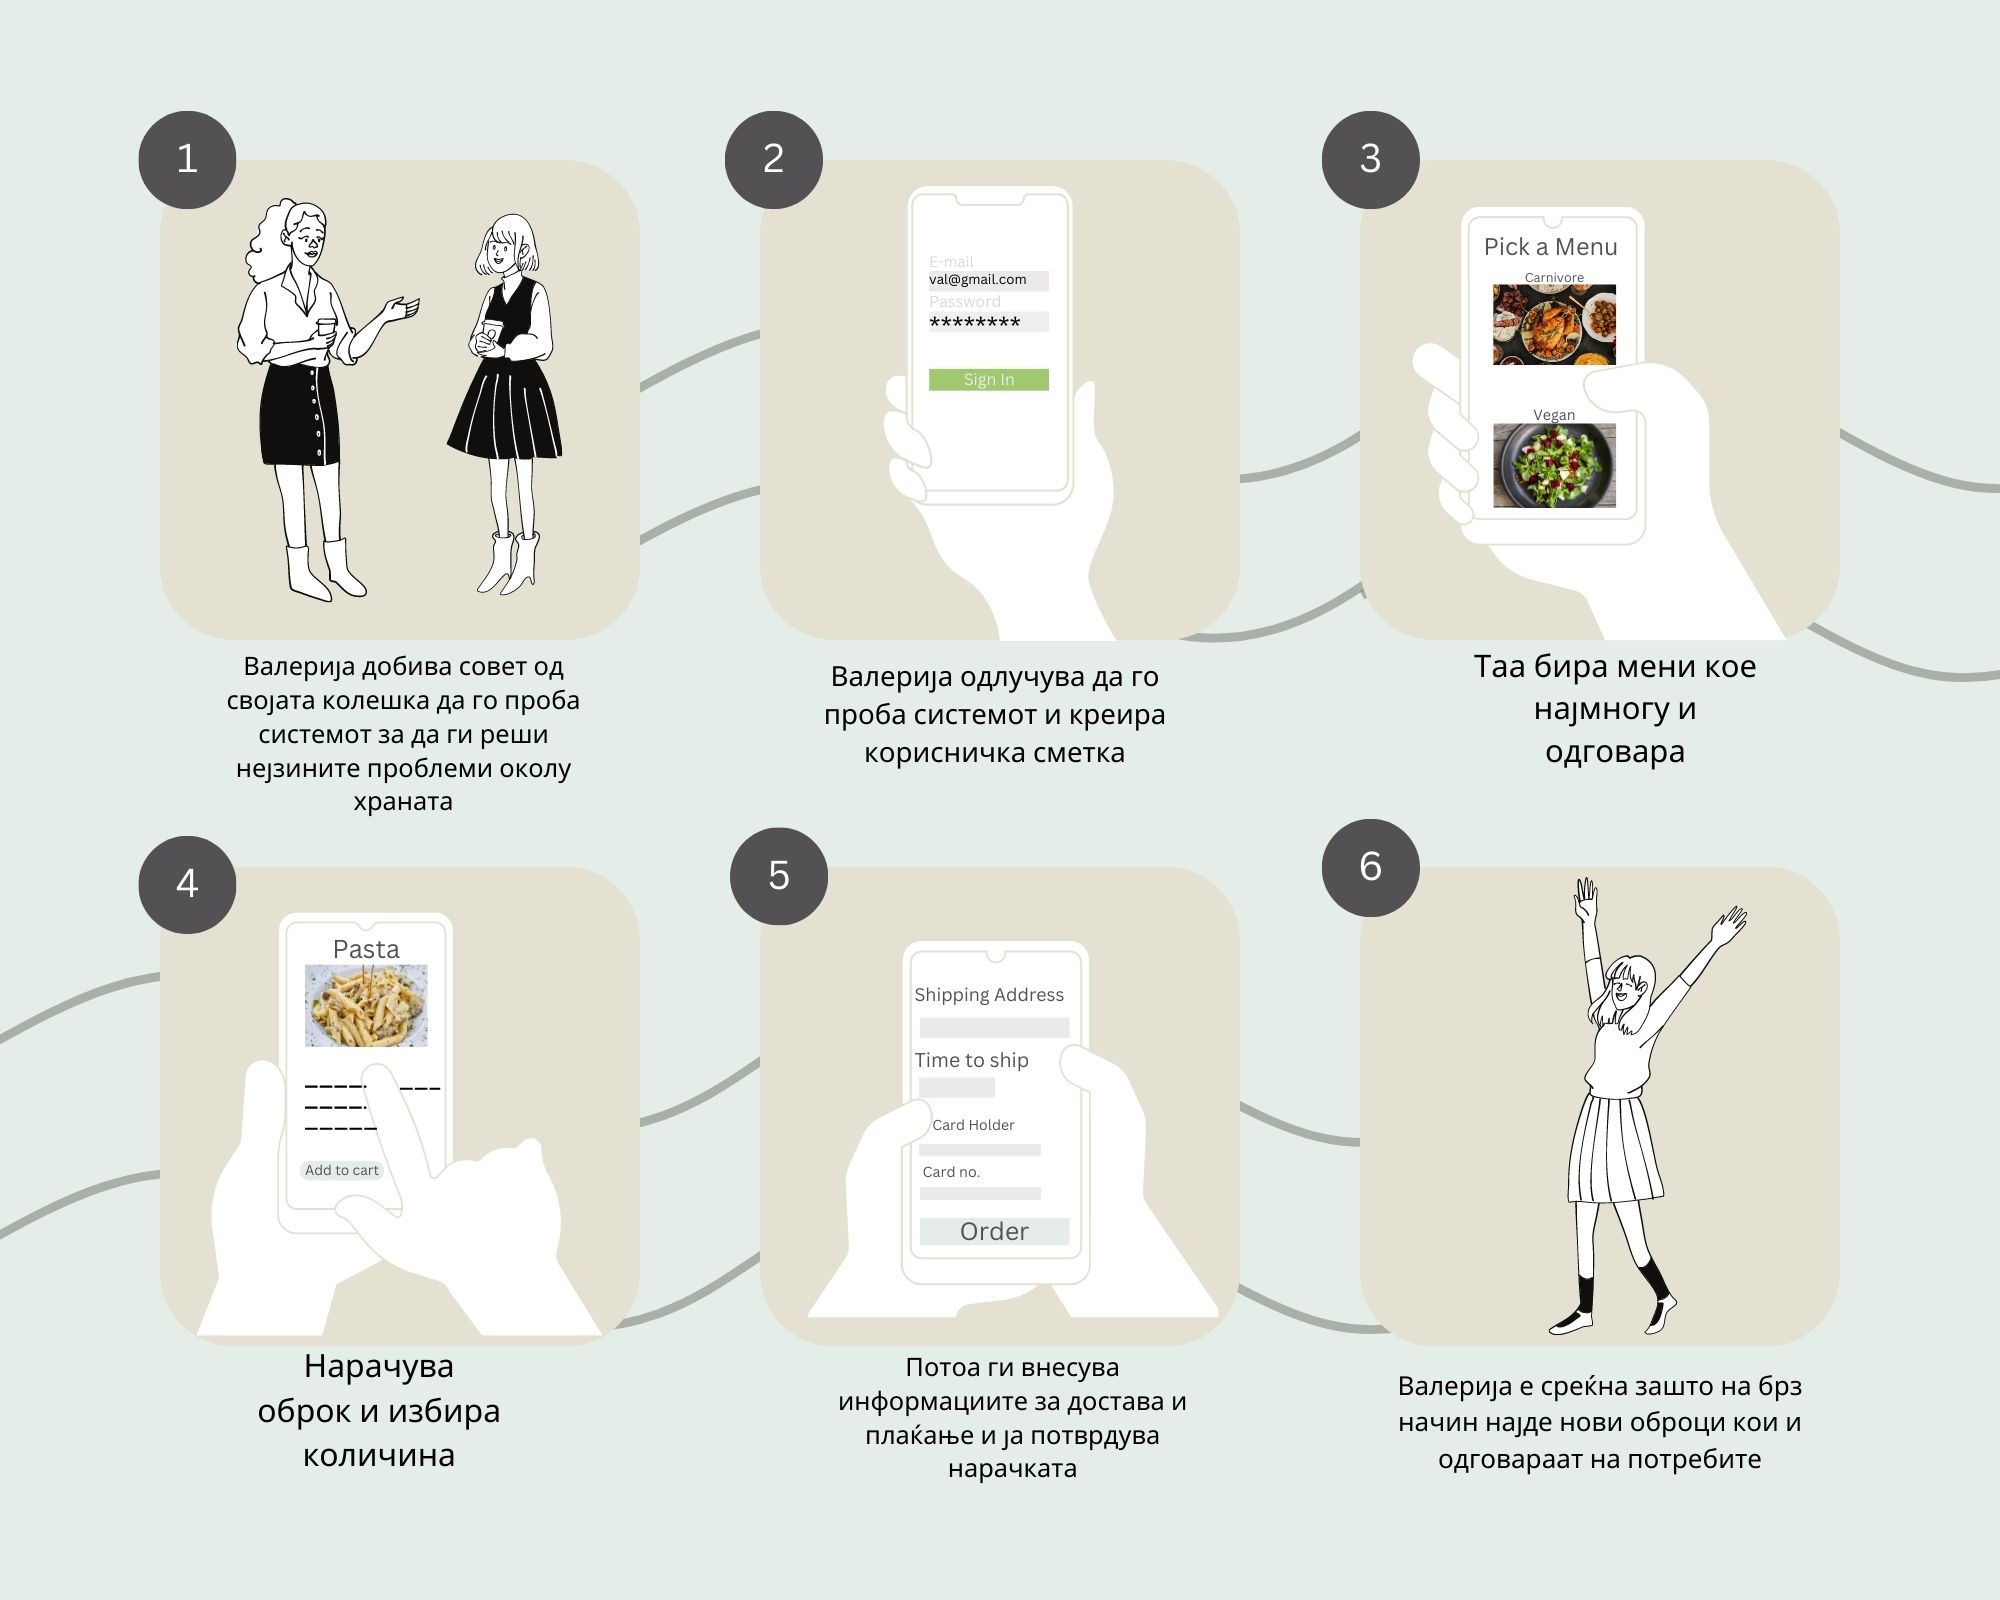 1
Валерија добива совет од
својата колешка да го проба
системот за да ги реши
нејзините проблеми околу
храната
2
E-mail
val@gmail.com
Password
********
Sign In
Валерија одлучува да го
проба системот и креира
корисничка сметка
3
Pick a Menu
Carnivore
Vegan
Таа бира мени кое
најмногу и
одговара
4
Pasta
Add to cart
Нарачува
оброк и избира
количина
5
Shipping Address
Time to ship
Card Holder
Card no.
Order
Потоа ги внесува
информациите за достава и
плаќање и ја потврдува
нарачката
6
Валерија е среќна зашто на брз
начин најде нови оброци кои и
одговараат на потребите